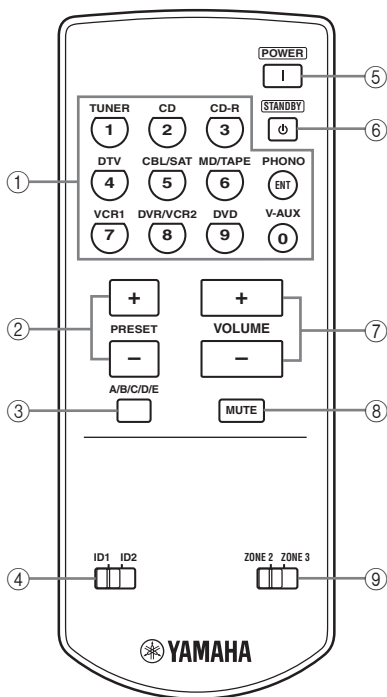 POWER
I
⑤
TUNER CD CD-R STANDBY
1 2 3
⑥
DTV CBL/SAT MD/TAPE PHONO
① 4 5 6 ENT
VCR1 DVR/VCR2 DVD V-AUX
7 8 9 0
+ +
② PRESET VOLUME ⑦
– –
A/B/C/D/E
③ MUTE ⑧
ID1 ID2 ZONE 2 ZONE 3
④ ⑨
YAMAHA